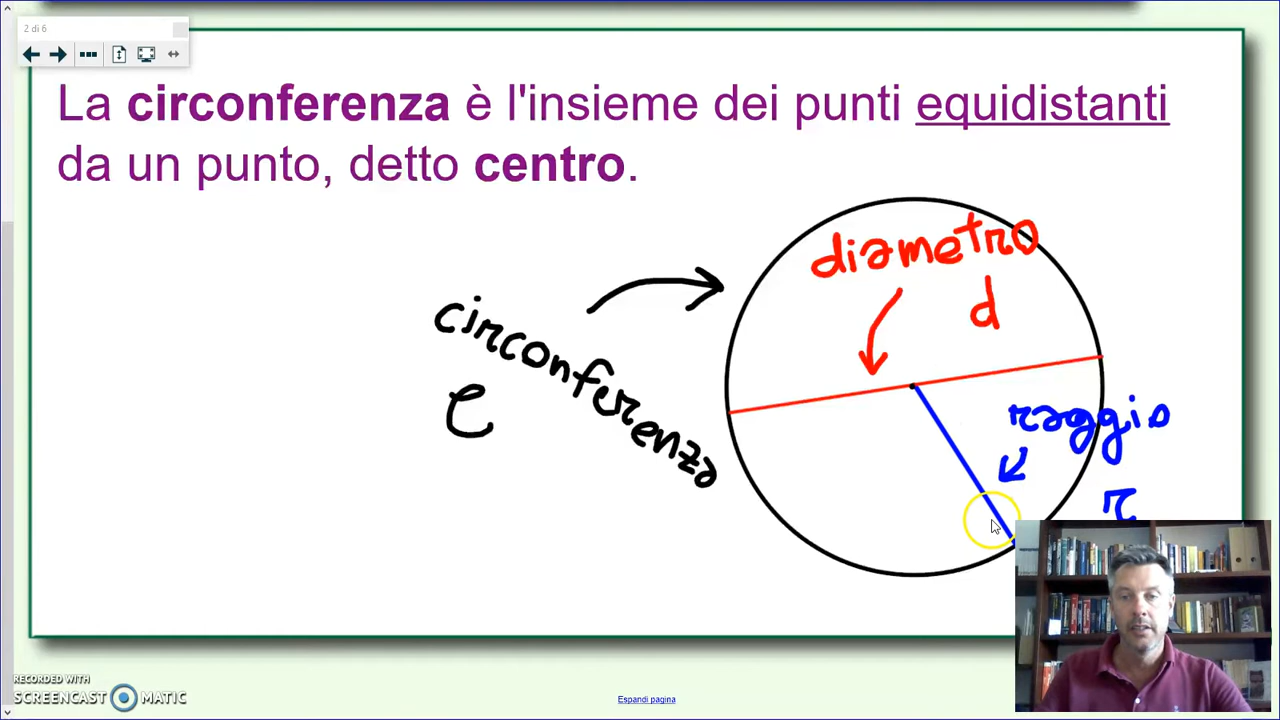 2 di 6
La circonferenza è l'insieme dei punti equidistanti
da un punto, detto centro.
diametro
d
circonferenza
C
raggio
r
RECORDED WITH
SCREENCAST MATIC
Espandi pagina